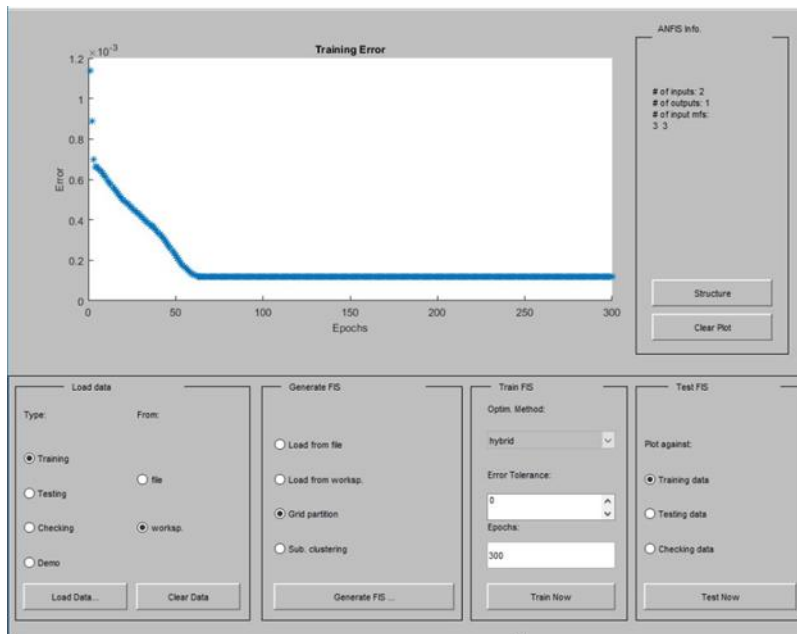 ×10-3
Training Error
1.2
1
0.8
0.6
0.4
0.2
0
Error
0
50
100
150
200
250
300
Epochs
ANFIS Info.
# of inputs: 2
# of outputs: 1
# of input mfs:
3 3
Structure
Clear Plot
Load data
Type:
From:
Training
file
Testing
Checking
worksp.
Demo
Load Data...
Clear Data
Generate FIS
Load from file
Load from worksp.
Grid partition
Sub. clustering
Generate FIS ...
Train FIS
Optim. Method:
hybrid
Error Tolerance:
0
Epochs:
300
Train Now
Test FIS
Plot against:
Training data
Testing data
Checking data
Test Now